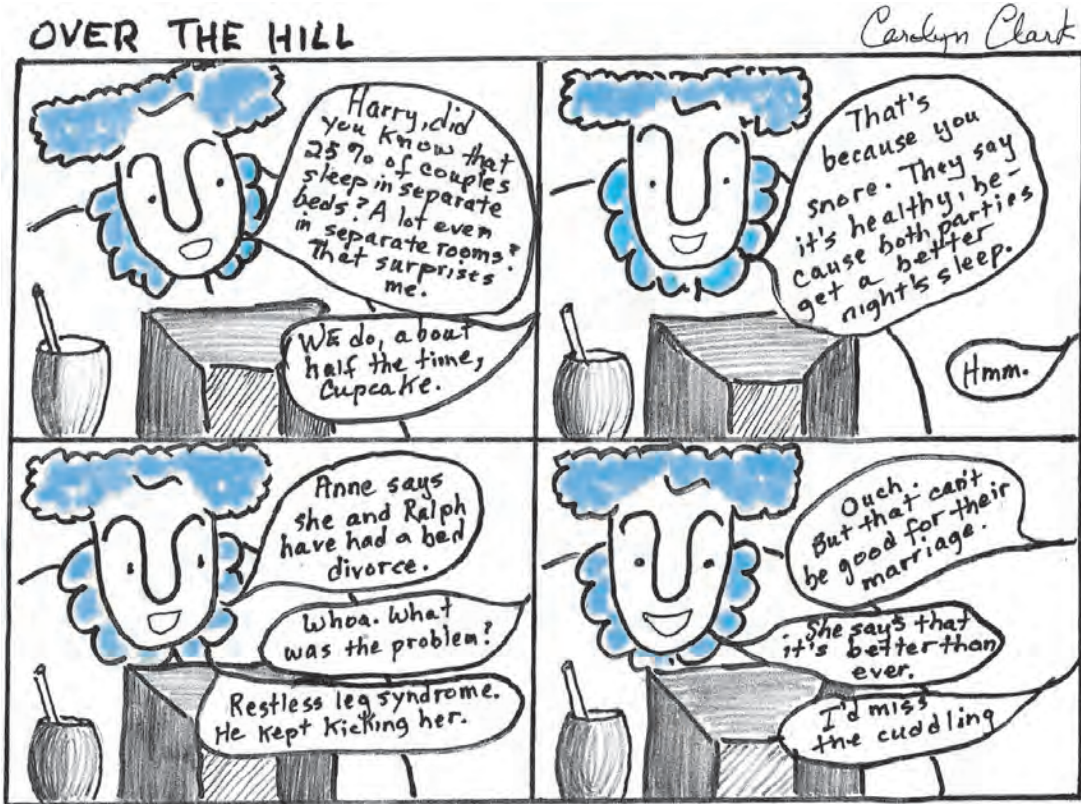 OVER THE HILL
Carolyn Clark
Harry, did
you know that
25% of couples
sleep in separate
beds? A lot even
in separate rooms?
That surprises
me.
WE do, about
half the time,
Cupcake.
That's
because you
snore. They say
it's healthy, be-
cause both parties
get a better
night's sleep.
Hmm.
Anne says
she and Ralph
have had a bed
divorce.
Whoa. What
was the problem?
Restless leg syndrome.
He kept kicking her.
Ouch.
But that can't
be good for their
marriage.
She says that
it's better than
ever.
I'd miss
the cuddling